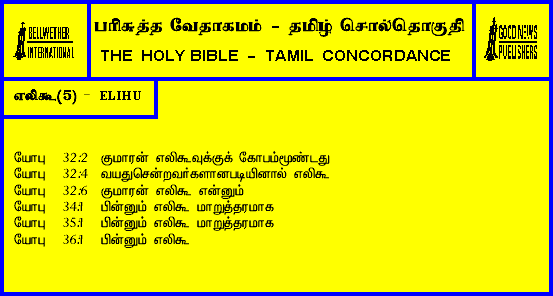 BELLWETHER
INTERNATIONAL
பரிசுத்த வேதாகமம் - தமிழ் சொல்தொகுதி
THE HOLY BIBLE - TAMIL CONCORDANCE
GOOD NEWS
PUBLISHERS
எலிகூ(5) - ELIHU
யோபு 32:2 குமாரன் எலிகூவுக்குக் கோபம்மூண்டது
யோபு 32:4 வயதுசென்றவர்களானபடியினால் எலிகூ
யோபு 32:6 குமாரன் எலிகூ என்னும்
யோபு 34:1 பின்னும் எலிகூ மாறுத்தரமாக
யோபு 35:1 பின்னும் எலிகூ மாறுத்தரமாக
யோபு 36:1 பின்னும் எலிகூ